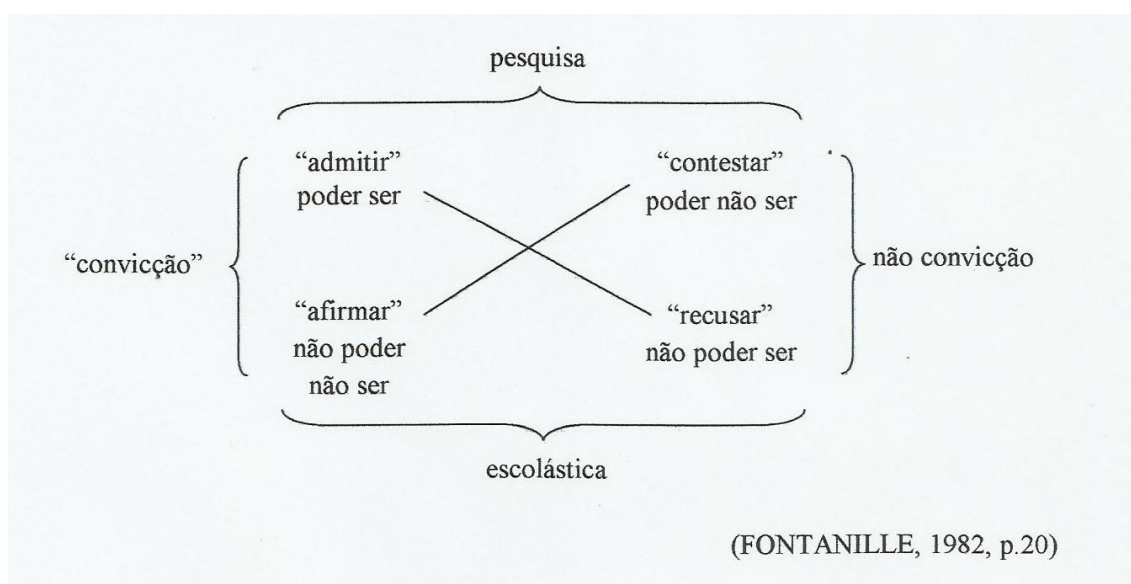 pesquisa
“admitir”
poder ser
“contestar”
poder não ser
“convicção”
não convicção
“afirmar”
não poder
não ser
“recusar”
não poder ser
escolástica
(FONTANILLE, 1982, p.20)